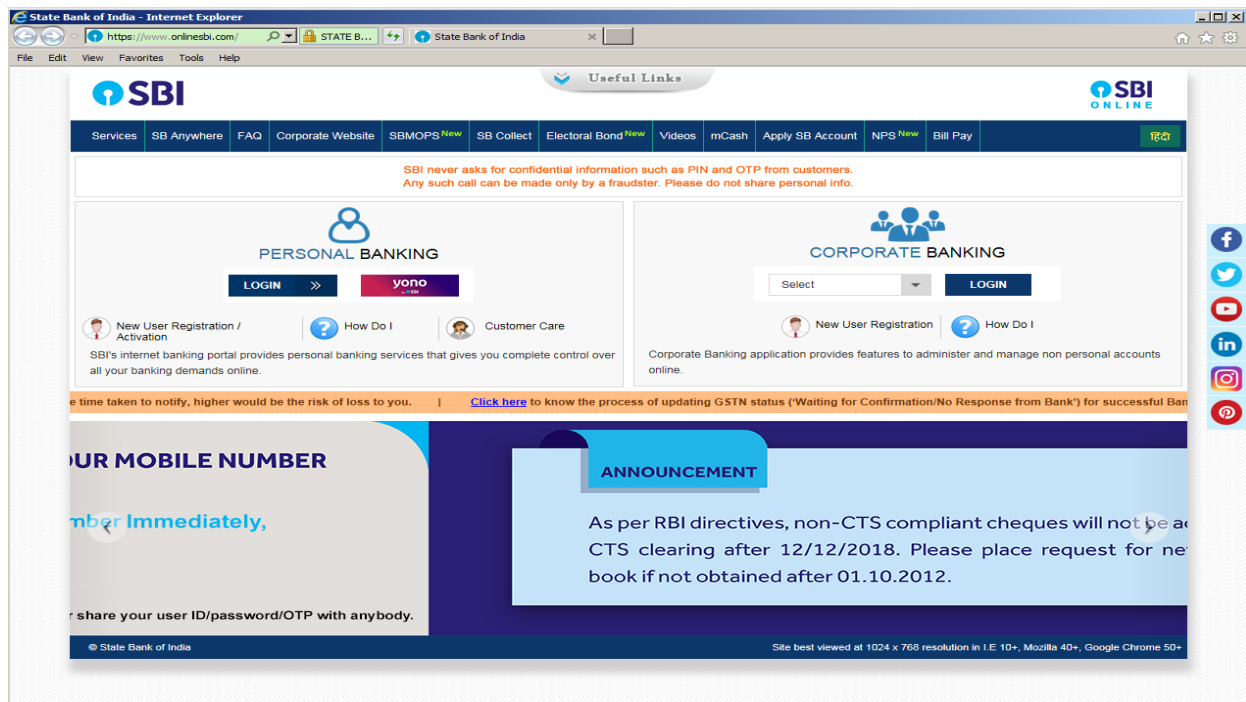 State Bank of India - Internet Explorer
https://www.onlinesbi.com/ STATE B... State Bank of India
File Edit View Favorites Tools Help
Useful Links
SBI
SBI
ONLINE
Services SB Anywhere FAQ Corporate Website SBMOPS New SB Collect Electoral Bond New Videos mCash Apply SB Account NPS New Bill Pay हिंदी
SBI never asks for confidential information such as PIN and OTP from customers.
Any such call can be made only by a fraudster. Please do not share personal info.
PERSONAL BANKING
LOGIN » yono
by SBI
New User Registration /
Activation
How Do I
Customer Care
SBI's internet banking portal provides personal banking services that gives you complete control over
all your banking demands online.
CORPORATE BANKING
Select LOGIN
New User Registration
How Do I
Corporate Banking application provides features to administer and manage non personal accounts
online.
e time taken to notify, higher would be the risk of loss to you. | Click here to know the process of updating GSTN status ('Waiting for Confirmation/No Response from Bank') for successful Ban
OUR MOBILE NUMBER
mber Immediately,
r share your user ID/password/OTP with anybody.
ANNOUNCEMENT
As per RBI directives, non-CTS compliant cheques will not be a
CTS clearing after 12/12/2018. Please place request for ne
book if not obtained after 01.10.2012.
© State Bank of India
Site best viewed at 1024 x 768 resolution in I.E 10+, Mozilla 40+, Google Chrome 50+